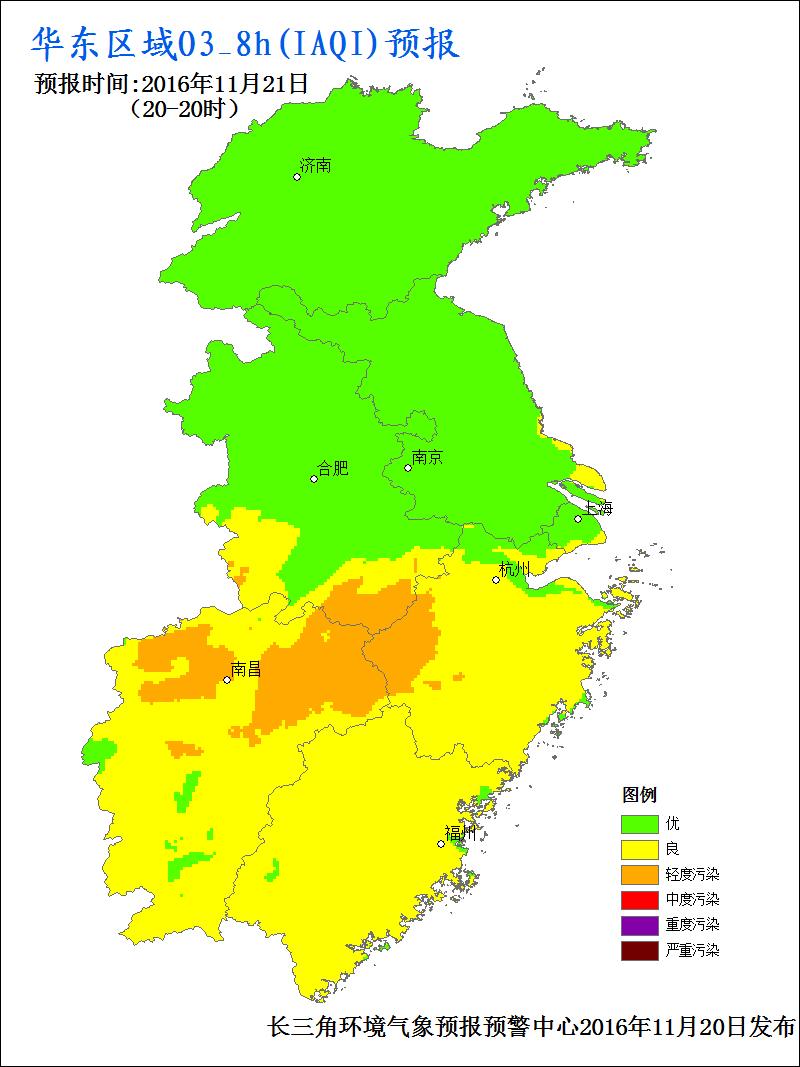 华东区域O3_8h(IAQI)预报
预报时间:2016年11月21日
（20-20时）
济南
南京
合肥
上海
杭州
南昌
福州
图例
优
良
轻度污染
中度污染
重度污染
严重污染
长三角环境气象预报预警中心2016年11月20日发布